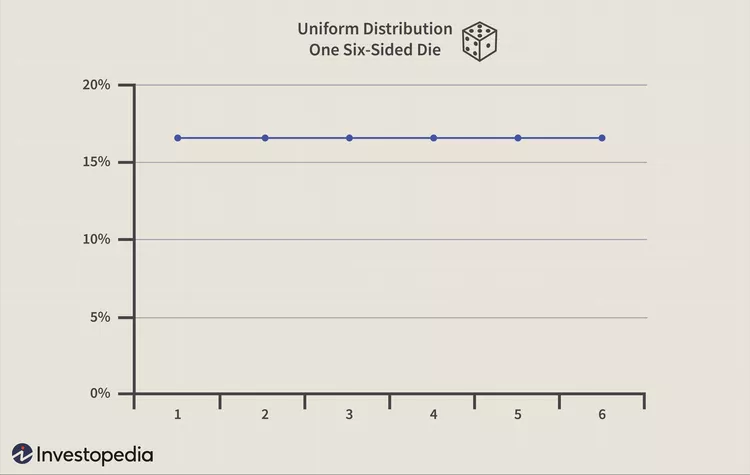 Uniform Distribution
One Six-Sided Die
20%
15%
10%
5%
0%
1 2 3 4 5 6
Investopedia